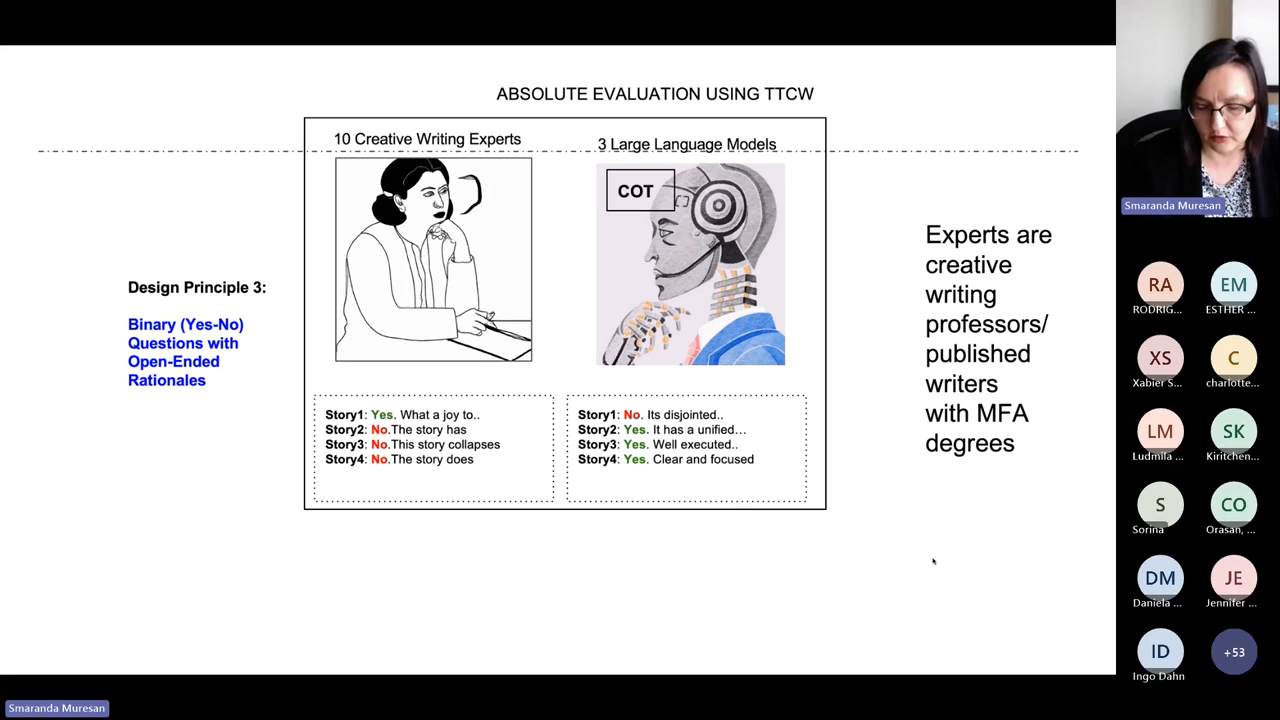 ABSOLUTE EVALUATION USING TTCW
10 Creative Writing Experts
3 Large Language Models
COT
Design Principle 3:
Binary (Yes-No)
Questions with
Open-Ended
Rationales
Story1: Yes. What a joy to..
Story2: No.The story has
Story3: No.This story collapses
Story4: No.The story does
Story1: No. Its disjointed..
Story2: Yes. It has a unified…
Story3: Yes. Well executed..
Story4: Yes. Clear and focused
Experts are
creative
writing
professors/
published
writers
with MFA
degrees
Smaranda Muresan
RA
RODRIG...
EM
ESTHER ...
XS
Xabier S...
C
charlotte...
LM
Ludmila ...
SK
Kiritchen...
S
Sorina
CO
Orasan, ...
DM
Daniela ...
JE
Jennifer ...
ID
Ingo Dahn
+53
Smaranda Muresan